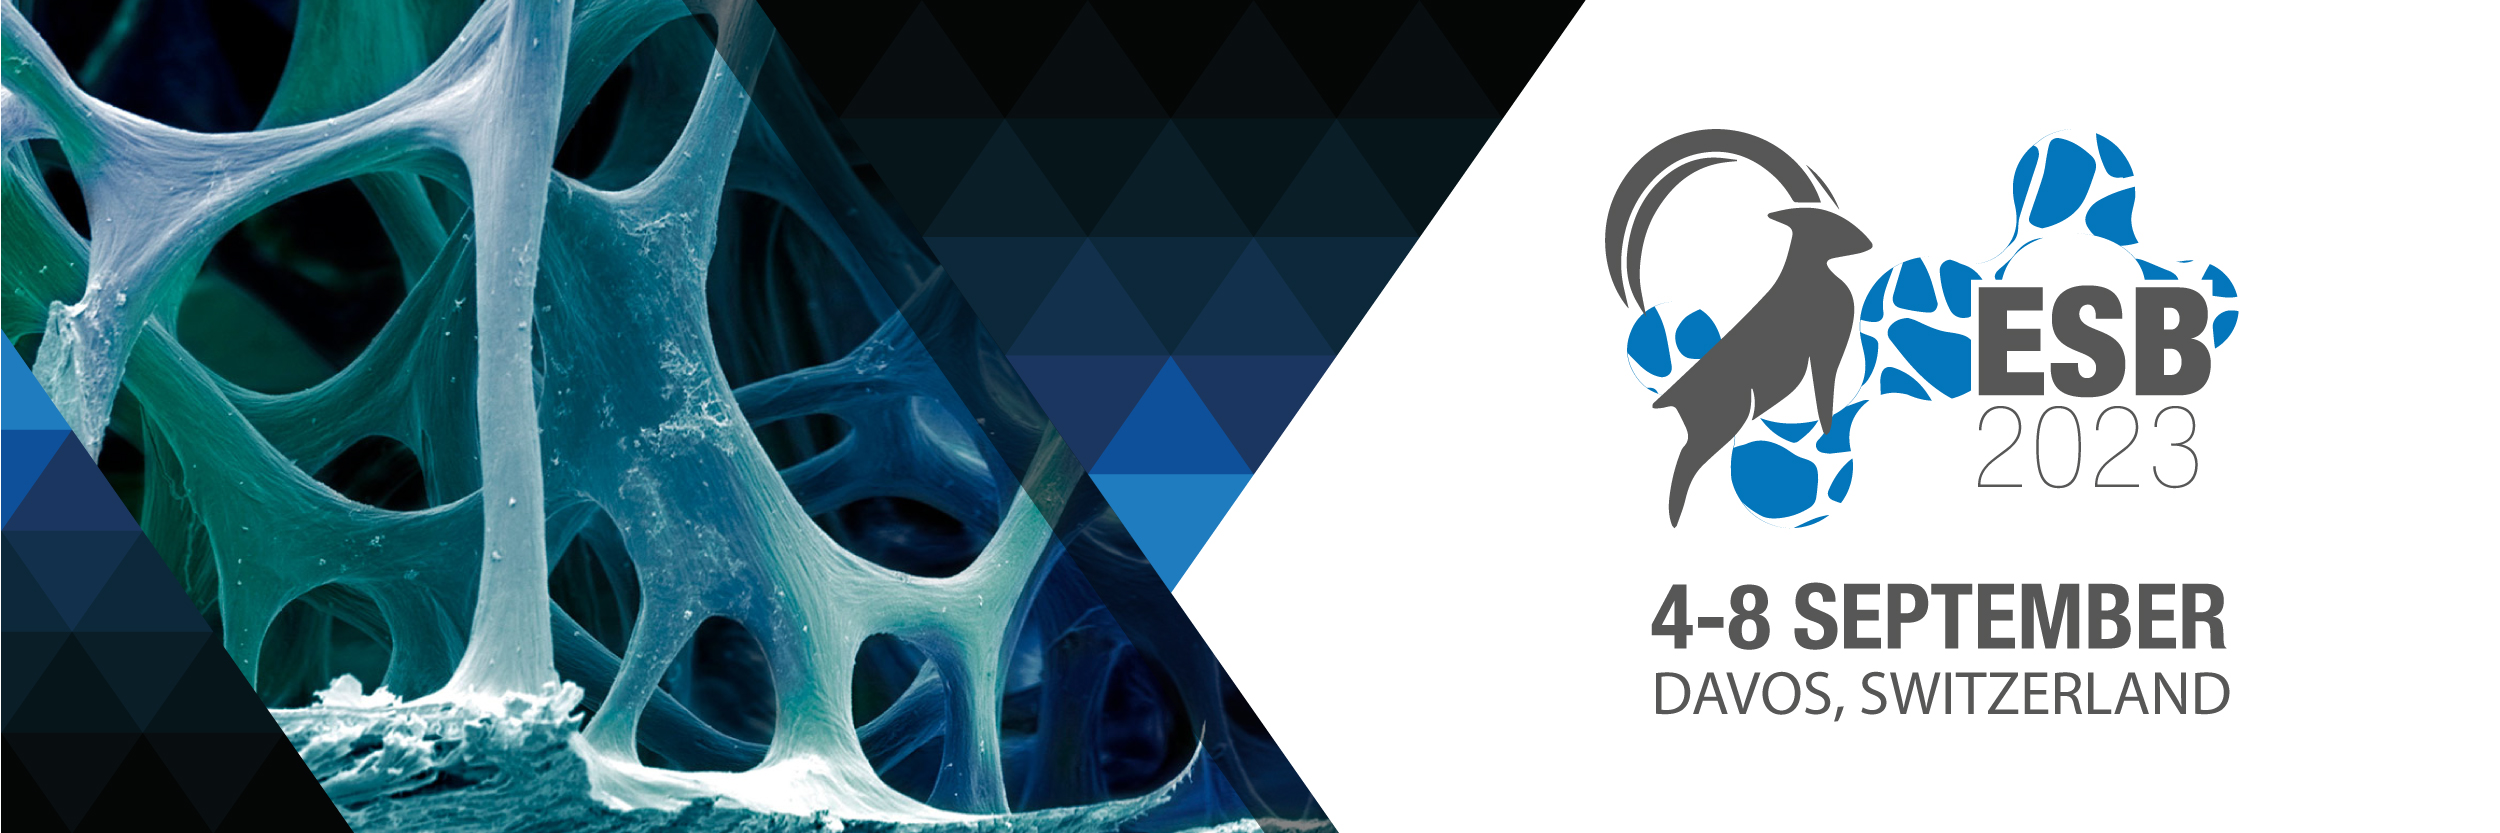 ESB
2023
4–8 SEPTEMBER
DAVOS, SWITZERLAND